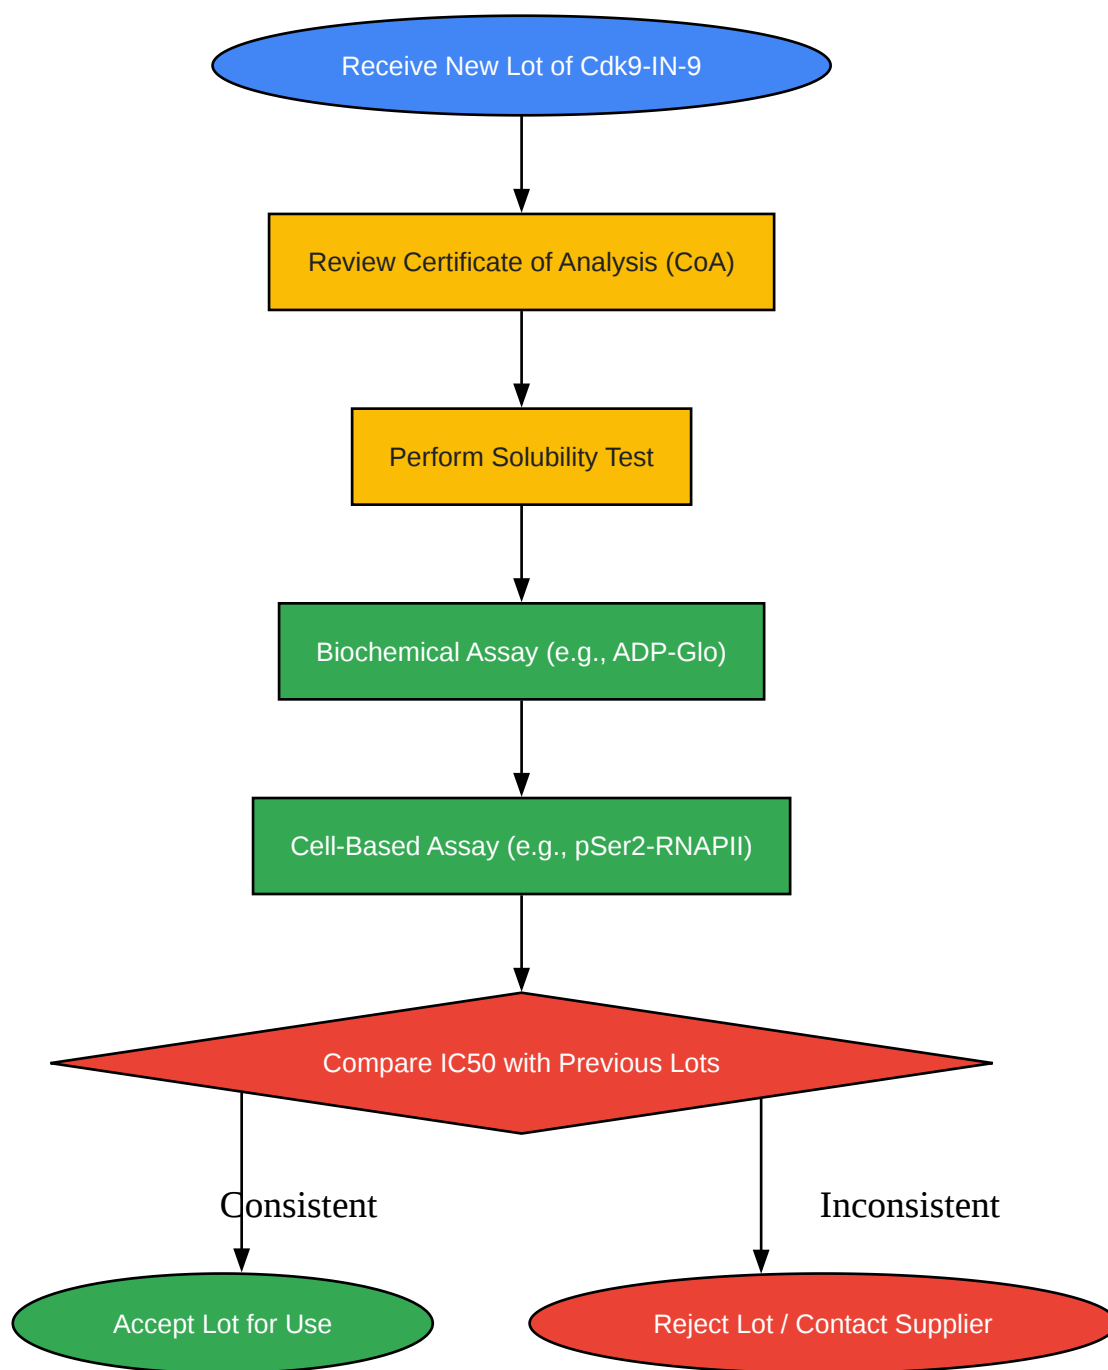 Receive New Lot of Cdk9-IN-9
Review Certificate of Analysis (CoA)
Perform Solubility Test
Biochemical Assay (e.g., ADP-Glo)
Cell-Based Assay (e.g., pSer2-RNAPII)
Compare IC50 with Previous Lots
Consistent
Inconsistent
Accept Lot for Use
Reject Lot / Contact Supplier